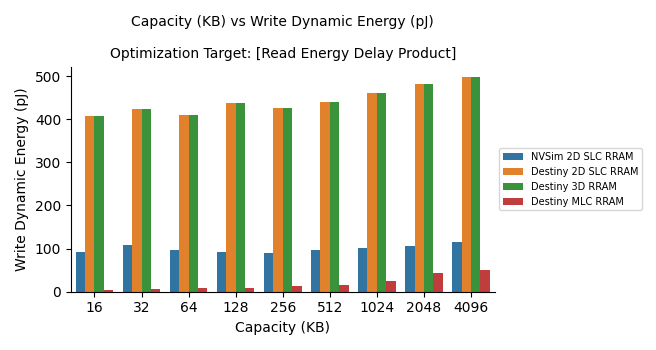 Capacity (KB) vs Write Dynamic Energy (pJ)
Optimization Target: [Read Energy Delay Product]
Write Dynamic Energy (pJ)
500
400
300
200
100
0
16 32 64 128 256 512 1024 2048 4096
Capacity (KB)
NVSim 2D SLC RRAM
Destiny 2D SLC RRAM
Destiny 3D RRAM
Destiny MLC RRAM